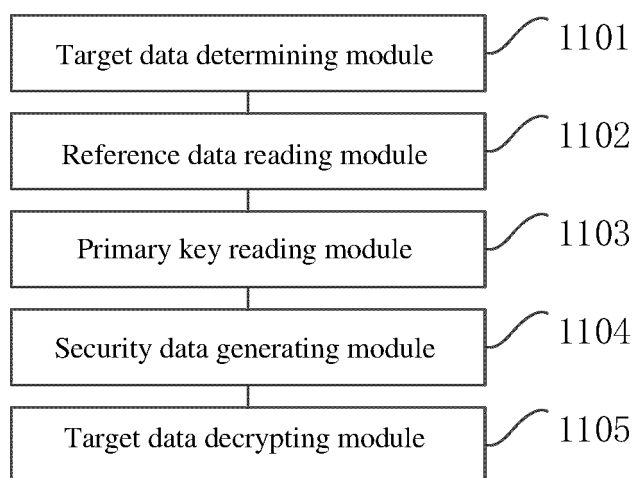 Target data determining module 1101
Reference data reading module 1102
Primary key reading module 1103
Security data generating module 1104
Target data decrypting module 1105